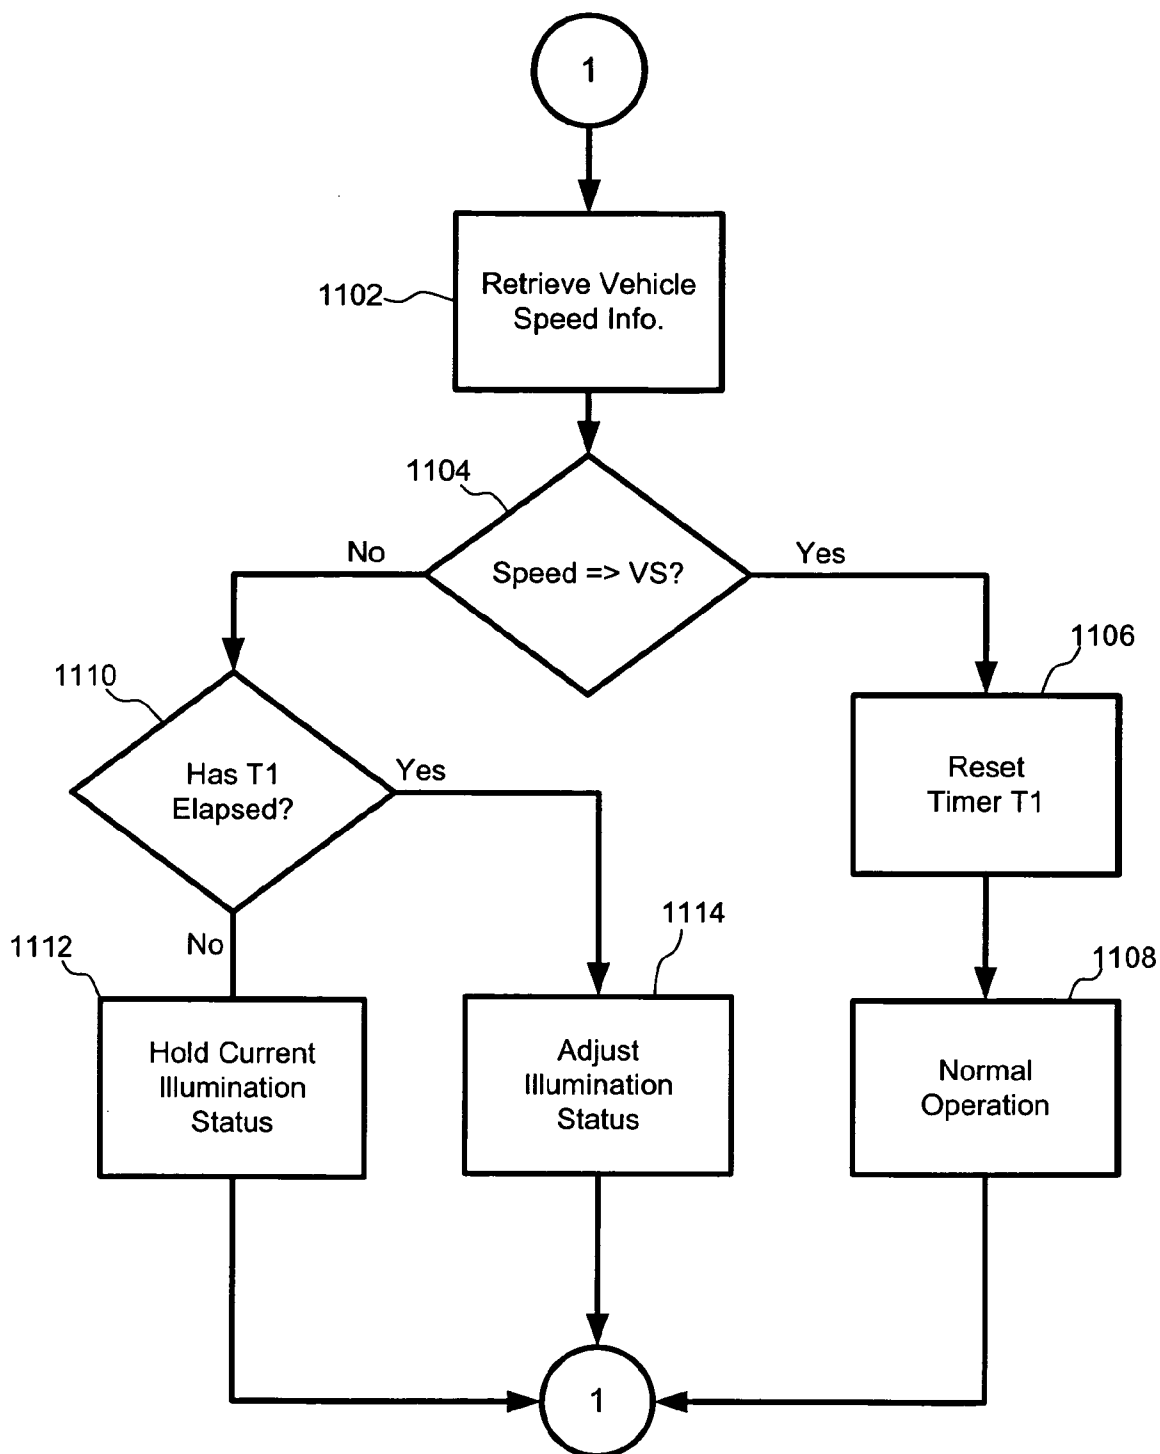 1
1102
Retrieve Vehicle
Speed Info.
1104
No
Speed => VS?
Yes
1106
1110
Has T1
Elapsed?
Yes
Reset
Timer T1
1112
No
1114
1108
Hold Current
Illumination
Status
Adjust
Illumination
Status
Normal
Operation
1